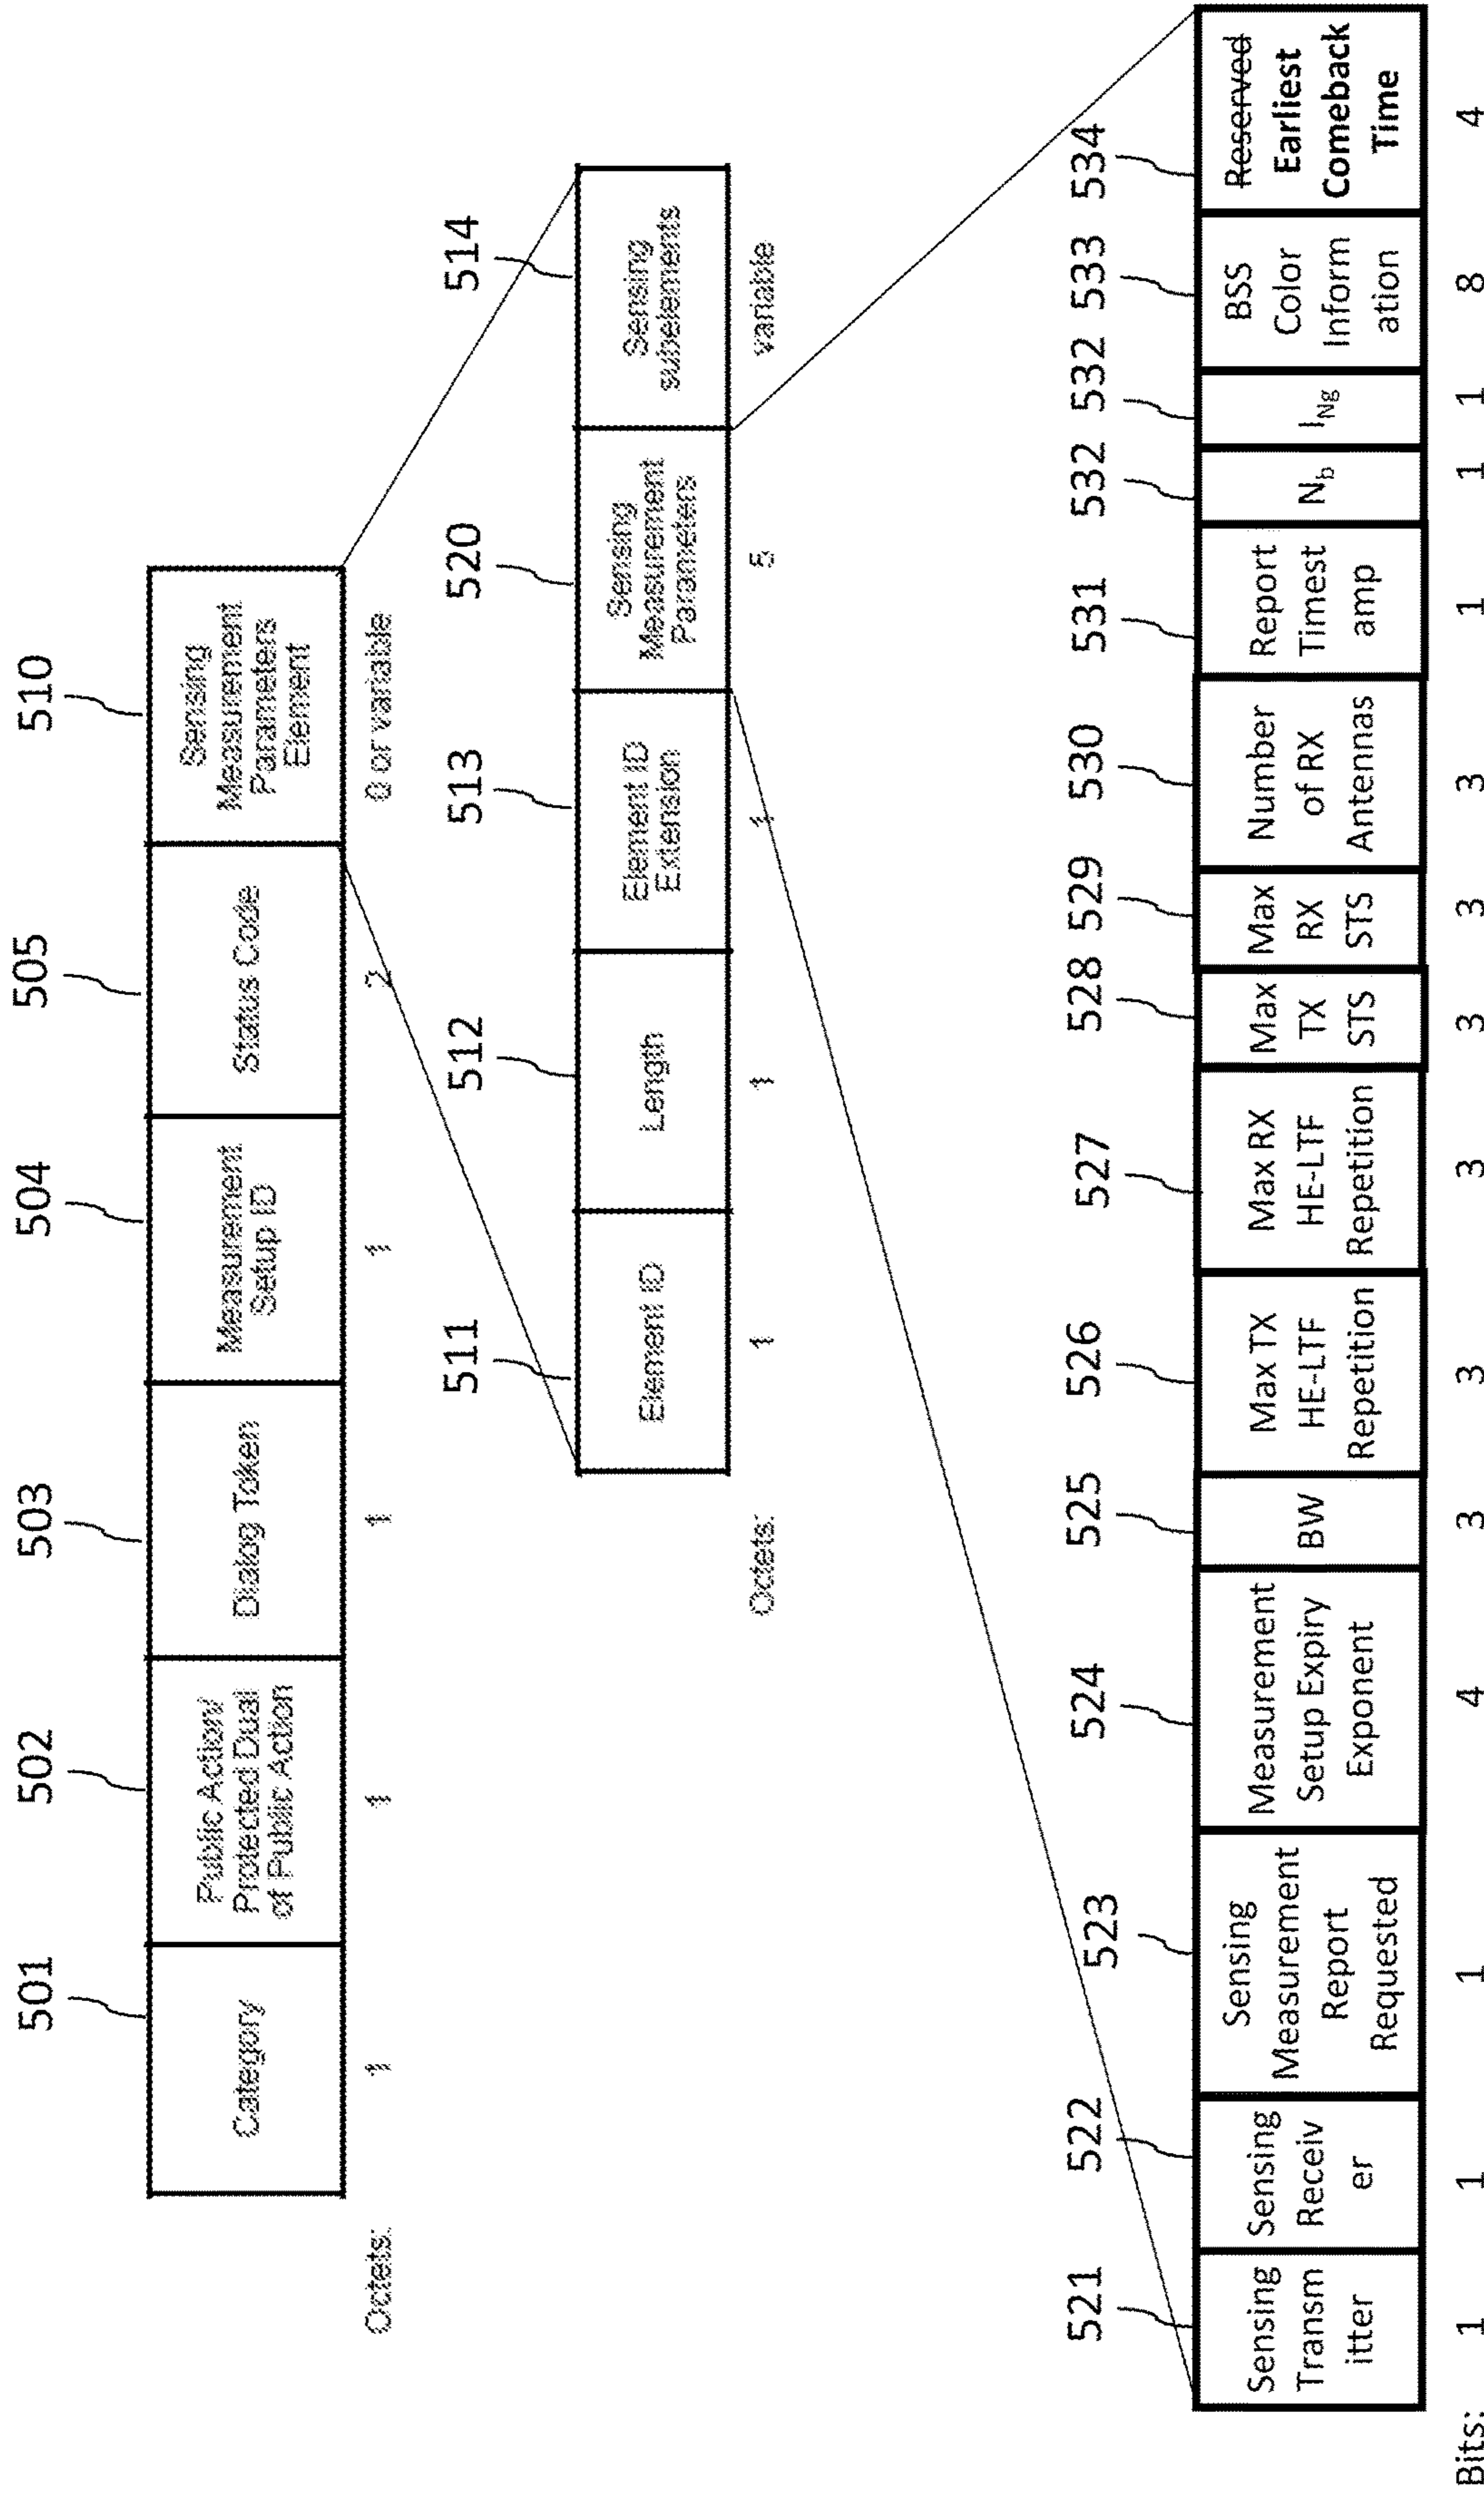 501
502
503
504
505
510
Category
Public Action/
Protected Dual
of Public Action
Dialog Token
Measurement
Setup ID
Status Code
Sensing
Measurement
Parameters
Element
Octets:
1
1
1
1
2
0 or variable
511
512
513
520
514
Element ID
Length
Element ID
Extension
Sensing
Measurement
Parameters
Sensing
subelements
Octets:
1
1
1
5
variable
521
522
523
524
525
526
527
528
529
530
531
532
532
533
534
Sensing
Transm
itter
Sensing
Receiv
er
Sensing
Measurement
Report
Requested
Measurement
Setup Expiry
Exponent
BW
Max TX
HE-LTF
Repetition
Max RX
HE-LTF
Repetition
Max
TX
STS
Max
RX
STS
Number
of RX
Antennas
Report
Timest
amp
Nb
INg
BSS
Color
Inform
ation
Reserved
Earliest
Comeback
Time
Bits:
1
1
1
4
3
3
3
3
3
3
1
1
1
8
4